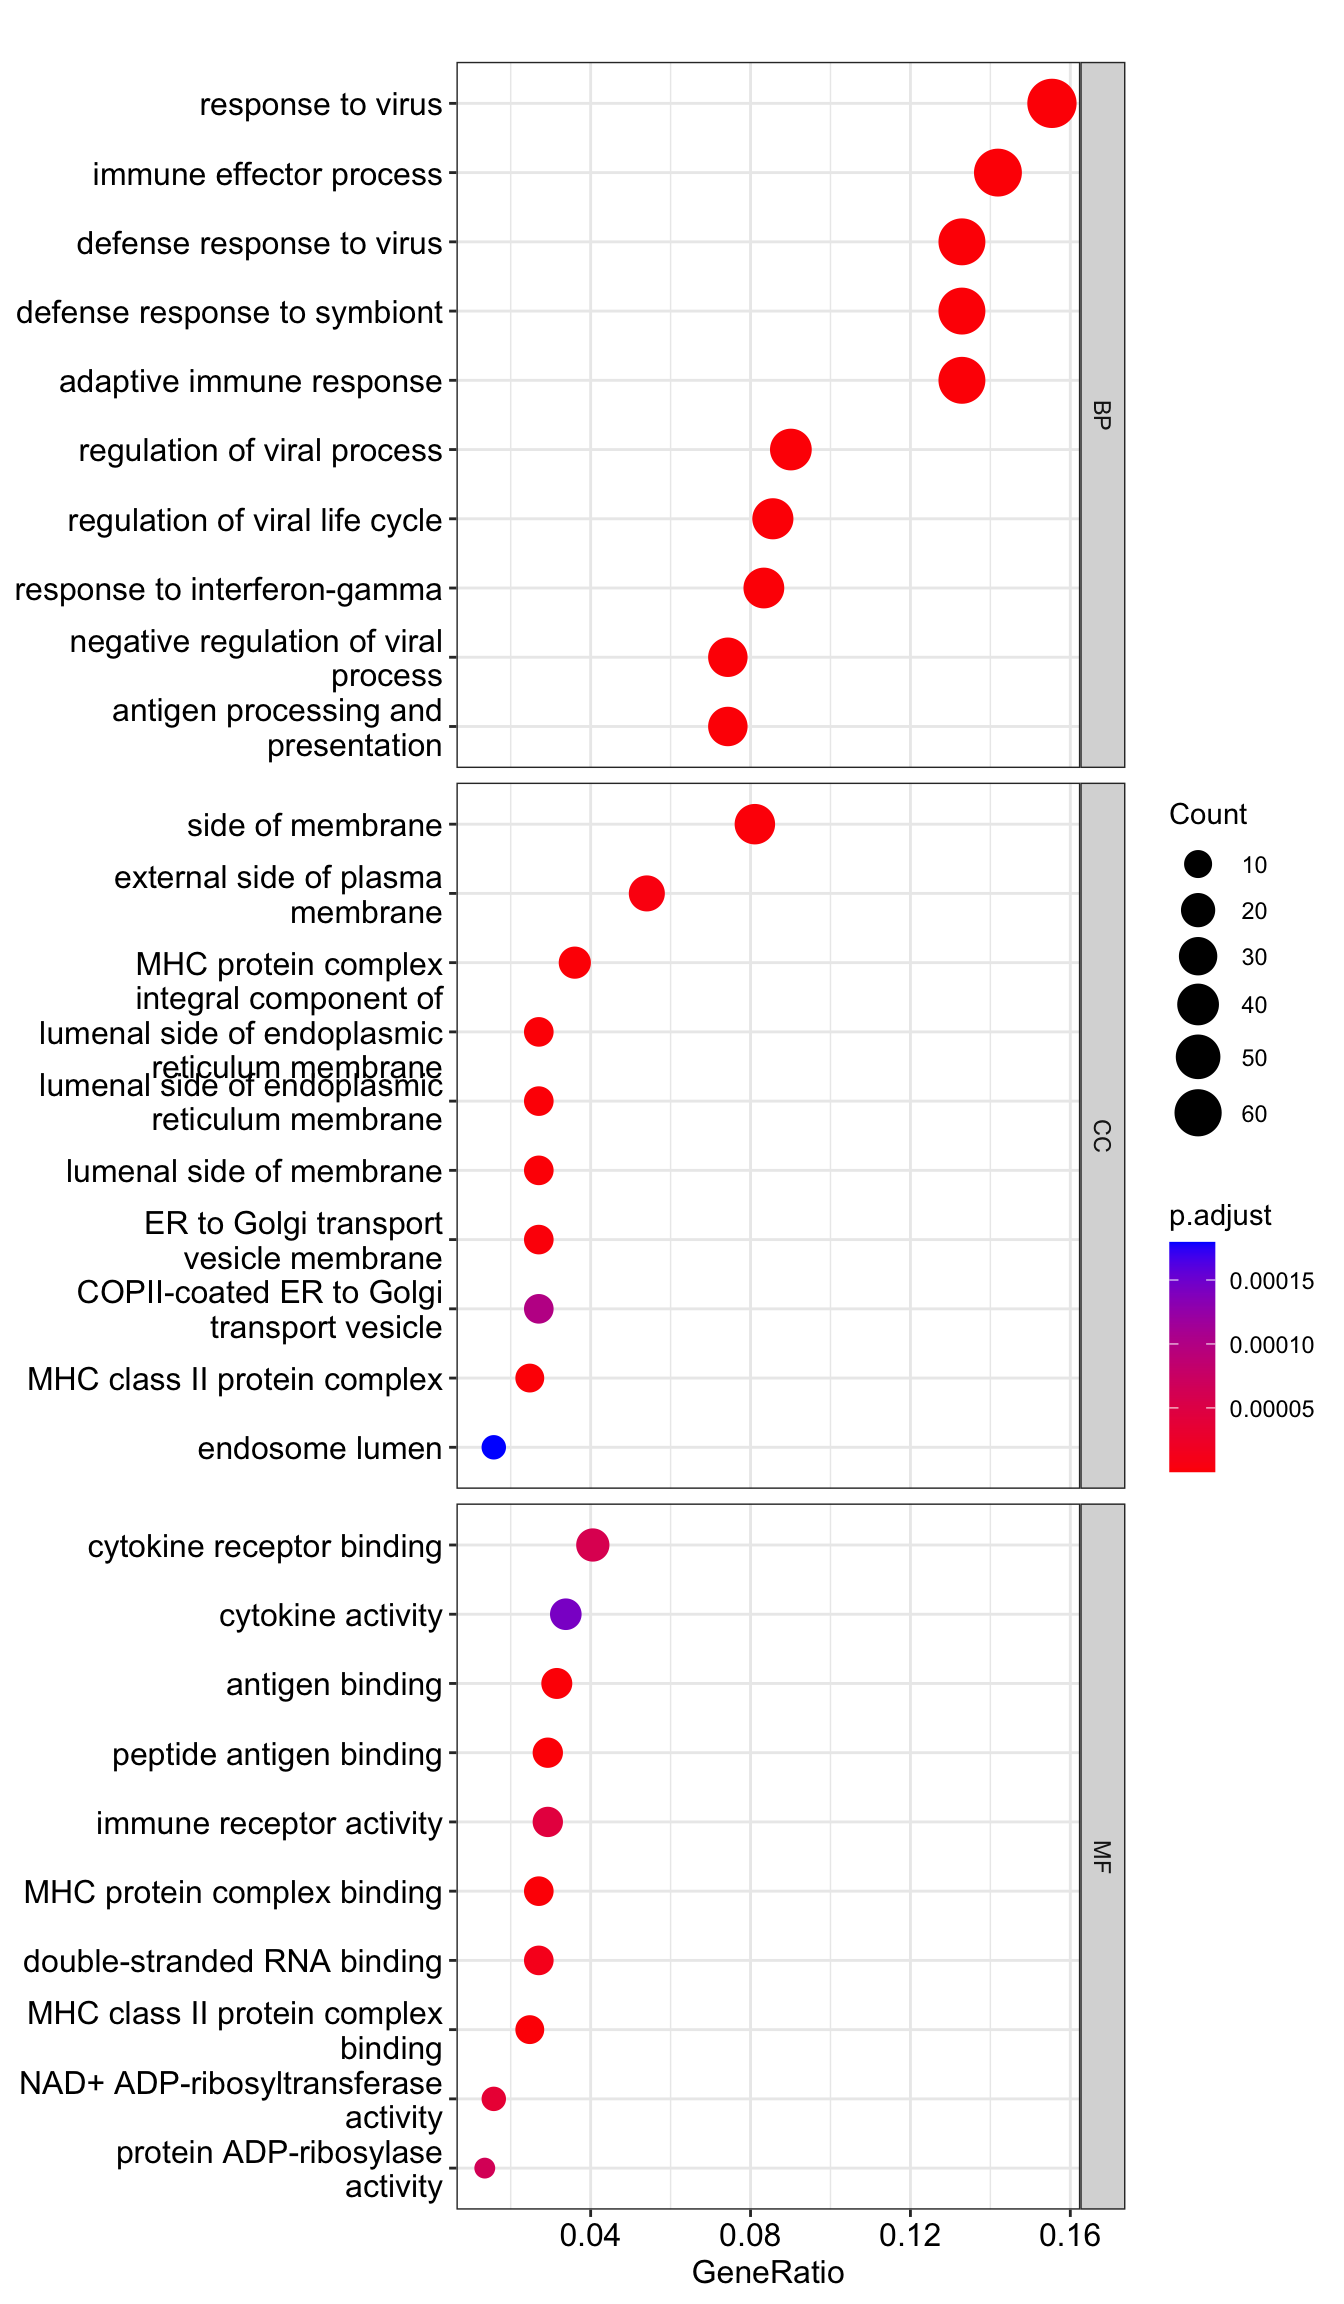 response to virus
immune effector process
defense response to virus
defense response to symbiont
adaptive immune response
regulation of viral process
regulation of viral life cycle
response to interferon-gamma
negative regulation of viral
process
antigen processing and
presentation
BP
side of membrane
external side of plasma
membrane
MHC protein complex
integral component of
lumenal side of endoplasmic
reticulum membrane
lumenal side of endoplasmic
reticulum membrane
lumenal side of membrane
ER to Golgi transport
vesicle membrane
COPII-coated ER to Golgi
transport vesicle
MHC class II protein complex
endosome lumen
CC
cytokine receptor binding
cytokine activity
antigen binding
peptide antigen binding
immune receptor activity
MHC protein complex binding
double-stranded RNA binding
MHC class II protein complex
binding
NAD+ ADP-ribosyltransferase
activity
protein ADP-ribosylase
activity
MF
0.04
0.08
0.12
0.16
GeneRatio
Count
10
20
30
40
50
60
p.adjust
0.00015
0.00010
0.00005